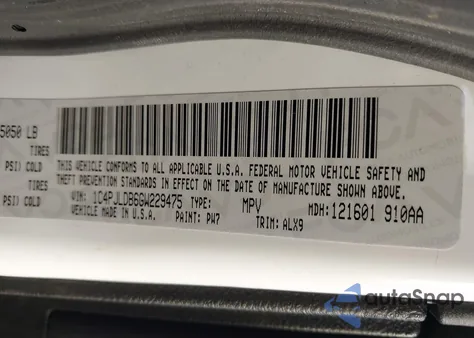 5050 LB
TIRES
PSI) COLD
TIRES
PSI) COLD
THIS VEHICLE CONFORMS TO ALL APPLICABLE U.S.A. FEDERAL MOTOR VEHICLE SAFETY AND
THEFT PREVENTION STANDARDS IN EFFECT ON THE DATE OF MANUFACTURE SHOWN ABOVE.
VIN: 1C4PJLDB6GW229475 TYPE: MPV MDH: 121601 910AA
VEHICLE MADE IN U.S.A. PAINT: PW7 TRIM: ALX9
autoSnap